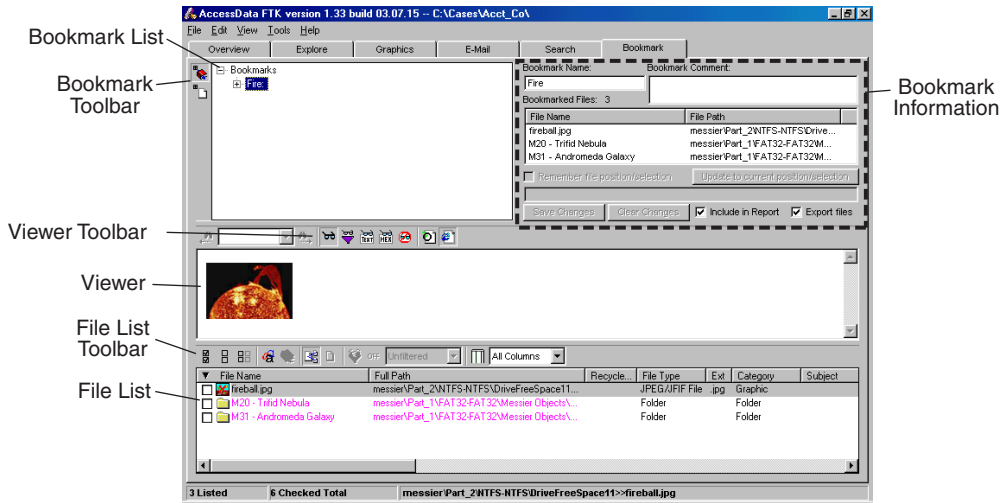 AccessData FTK version 1.33 build 03.07.15 -- C:\Cases\Acct_Co\
File Edit View Tools Help
Overview Explore Graphics E-Mail Search Bookmark
Bookmark List
Bookmark Toolbar
Bookmarks
Fire
Bookmark Name: Bookmark Comment:
Fire
Bookmarked Files: 3
File Name File Path
fireball.jpg messier\Part_2\NTFS-NTFS\Drive...
M20 - Trifid Nebula messier\Part_1\FAT32-FAT32\M...
M31 - Andromeda Galaxy messier\Part_1\FAT32-FAT32\M...
Remember file position/selection Update to current position/selection
Save Changes Clear Changes Include in Report Export files
Bookmark Information
Viewer Toolbar
TEXT HEX
Viewer
File List Toolbar
OFF Unfiltered All Columns
File List
File Name Full Path Recycle... File Type Ext Category Subject
fireball.jpg messier\Part_2\NTFS-NTFS\DriveFreeSpace11... JPEG/JFIF File .jpg Graphic
M20 - Trifid Nebula messier\Part_1\FAT32-FAT32\Messier Objects\... Folder Folder
M31 - Andromeda Galaxy messier\Part_1\FAT32-FAT32\Messier Objects\... Folder Folder
3 Listed 6 Checked Total messier\Part_2\NTFS-NTFS\DriveFreeSpace11>>fireball.jpg